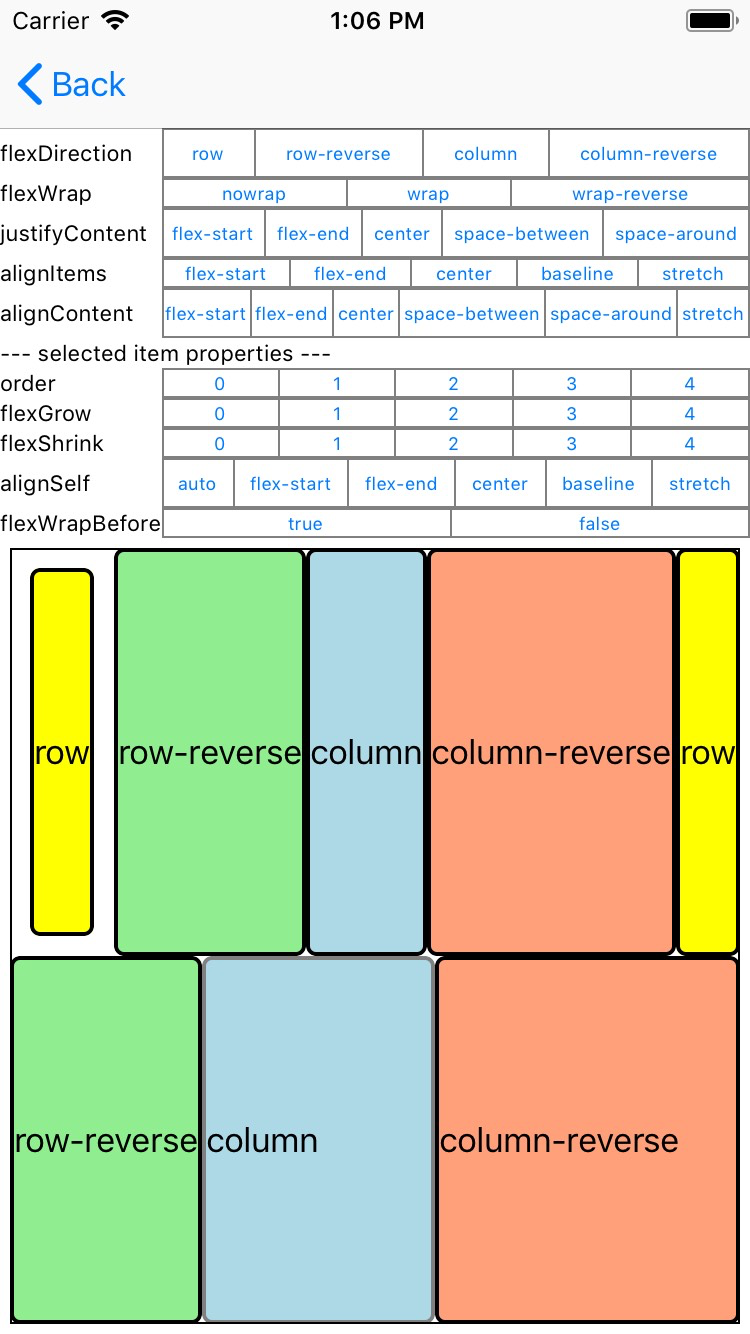 Carrier 1:06 PM
Back
flexDirection row row-reverse column column-reverse
flexWrap nowrap wrap wrap-reverse
justifyContent flex-start flex-end center space-between space-around
alignItems flex-start flex-end center baseline stretch
alignContent flex-start flex-end center space-between space-around stretch
--- selected item properties ---
order 0 1 2 3 4
flexGrow 0 1 2 3 4
flexShrink 0 1 2 3 4
alignSelf auto flex-start flex-end center baseline stretch
flexWrapBefore true false
row row-reverse column column-reverse row
row-reverse column column-reverse